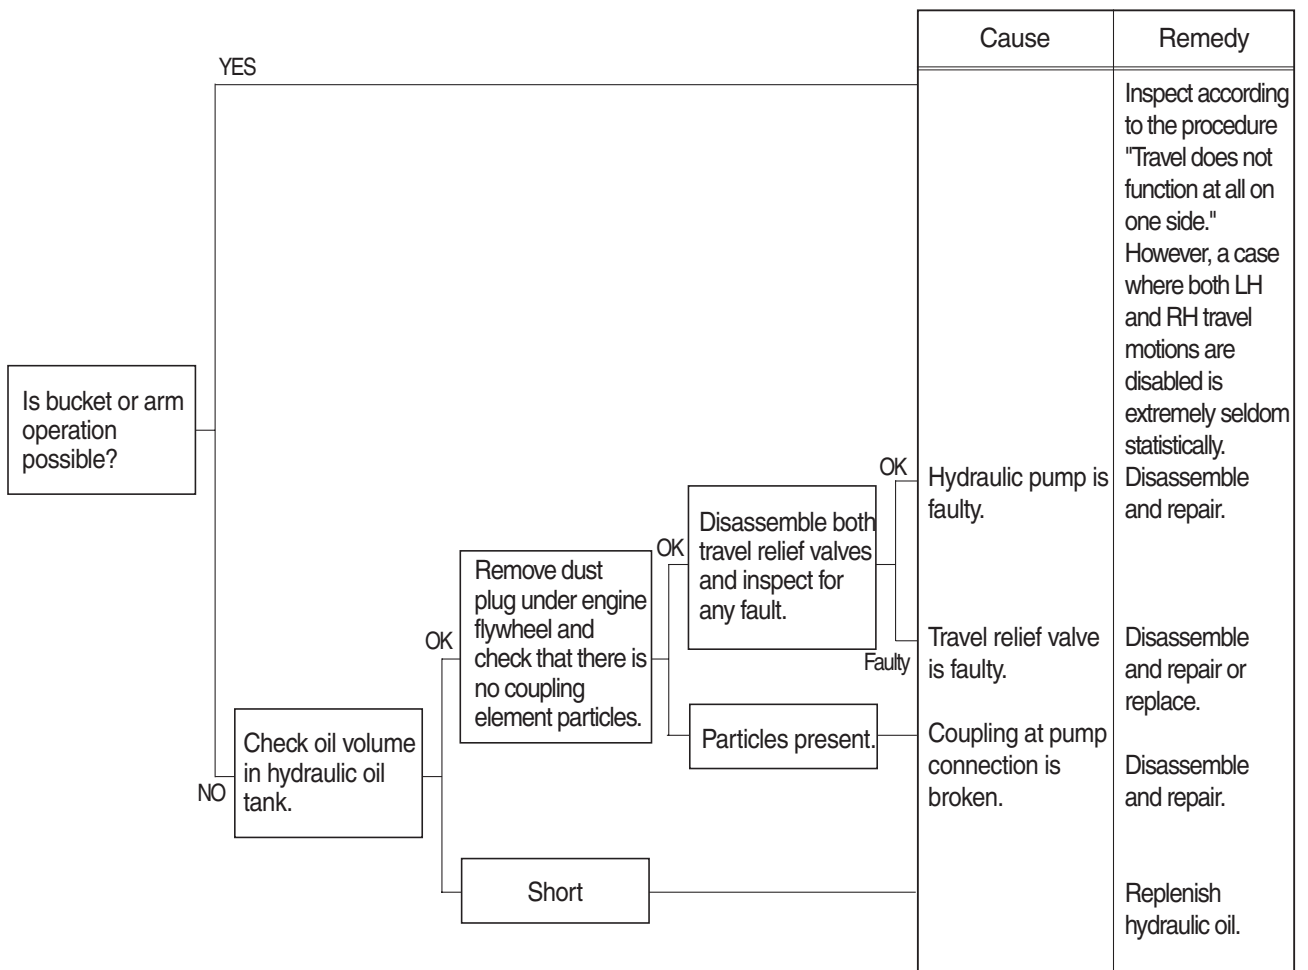 Cause
Remedy
YES
Inspect according
to the procedure
"Travel does not
function at all on
one side."
However, a case
where both LH
and RH travel
motions are
disabled is
extremely seldom
statistically.
Is bucket or arm
operation
possible?
OK
Hydraulic pump is
faulty.
Disassemble
and repair.
Disassemble both
travel relief valves
and inspect for
any fault.
OK
Remove dust
plug under engine
flywheel and
check that there is
no coupling
element particles.
OK
Faulty
Travel relief valve
is faulty.
Disassemble
and repair or
replace.
Particles present.
Coupling at pump
connection is
broken.
Disassemble
and repair.
Check oil volume
in hydraulic oil
tank.
NO
Short
Replenish
hydraulic oil.